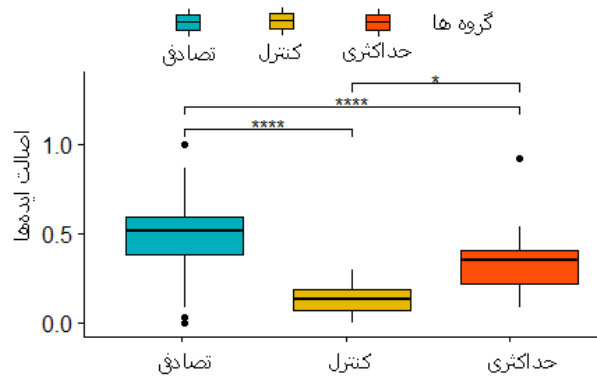 گروه ها
حداکثری
کنترل
تصادفی
*
****
****
اصالت ایده‌ها
1.0
0.5
0.0
تصادفی
کنترل
حداکثری